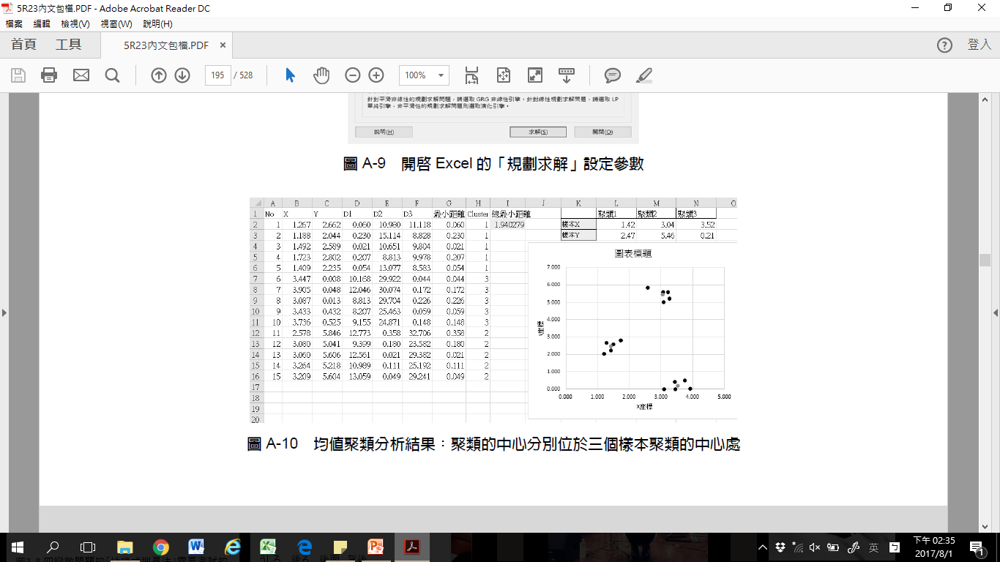 5R23內文包檔.PDF - Adobe Acrobat Reader DC
檔案 編輯 檢視(V) 視窗(W) 說明(H)
首頁 工具 5R23內文包檔.PDF × 登入
195 / 528 100%
針對平滑非線性的規劃求解問題，請選取 GRG 非線性引擎，針對線性規劃求解問題，請選取 LP
單純引擎，非平滑性的規劃求解問題則選取演化引擎。
說明(H) 求解(S) 關閉(O)
圖 A-9 開啓 Excel 的「規劃求解」設定參數
A B C D E F G H I J K L M N O
1 No X Y D1 D2 D3 最小距離 Cluster 總最小距離 聚類1 聚類2 聚類3
2 1 1.267 2.662 0.060 10.980 11.118 0.060 1 1.940279 樣本X 1.42 3.04 3.52
3 2 1.188 2.044 0.230 15.114 8.828 0.230 1 樣本Y 2.47 5.46 0.21
4 3 1.492 2.589 0.021 10.651 9.804 0.021 1
5 4 1.723 2.802 0.207 8.813 9.978 0.207 1
6 5 1.409 2.235 0.054 13.077 8.583 0.054 1
7 6 3.447 0.008 10.168 29.922 0.044 0.044 3
8 7 3.905 0.048 12.046 30.074 0.172 0.172 3
9 8 3.087 0.013 8.813 29.704 0.226 0.226 3
10 9 3.433 0.432 8.207 25.463 0.059 0.059 3
11 10 3.736 0.525 9.155 24.871 0.148 0.148 3
12 11 2.578 5.846 12.773 0.358 32.706 0.358 2
13 12 3.080 5.041 9.399 0.180 23.582 0.180 2
14 13 3.060 5.606 12.561 0.021 29.382 0.021 2
15 14 3.264 5.218 10.989 0.111 25.192 0.111 2
16 15 3.209 5.604 13.059 0.049 29.241 0.049 2
17
18
19
20
圖表標題
7.000
6.000
5.000
4.000
3.000
2.000
1.000
0.000
Y座標
0.000 1.000 2.000 3.000 4.000 5.000
X座標
圖 A-10 均值聚類分析結果：聚類的中心分別位於三個樣本聚類的中心處
英 下午 02:35
2017/8/1 1